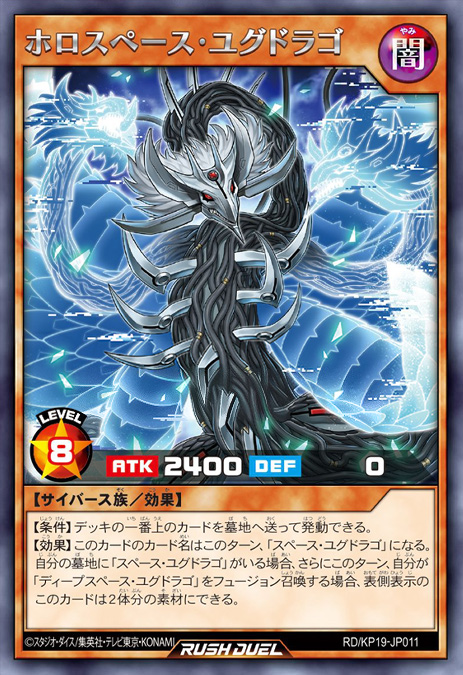 ホロスペース・ユグドラゴ
やみ
闇
LEVEL
8
ATK 2400 DEF 0
【サイバース族／効果】
【条件】デッキの一番上のカードを墓地へ送って発動できる。
【効果】このカードのカード名はこのターン、「スペース・ユグドラゴ」になる。
自分の墓地に「スペース・ユグドラゴ」がいる場合、さらにこのターン、自分が
「ディープスペース・ユグドラゴ」をフュージョン召喚する場合、表側表示の
このカードは2体分の素材にできる。
©スタジオ・ダイス/集英社・テレビ東京・KONAMI
RUSH DUEL
RD/KP19-JP011